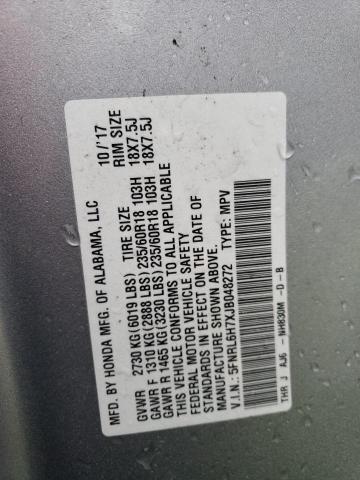 MFD. BY HONDA MFG. OF ALABAMA, LLC 10/'17
GVWR 2730 KG(6019 LBS) TIRE SIZE RIM SIZE
GAWR F 1310 KG(2888 LBS)235/60R18 103H 18X7.5J
GAWR R 1465 KG(3230 LBS)235/60R18 103H 18X7.5J
THIS VEHICLE CONFORMS TO ALL APPLICABLE
FEDERAL MOTOR VEHICLE SAFETY
STANDARDS IN EFFECT ON THE DATE OF
MANUFACTURE SHOWN ABOVE.
V.I.N.: 5FNRL6H7XJB048272 TYPE: MPV
THR J AJ6 - NH830M -D -B